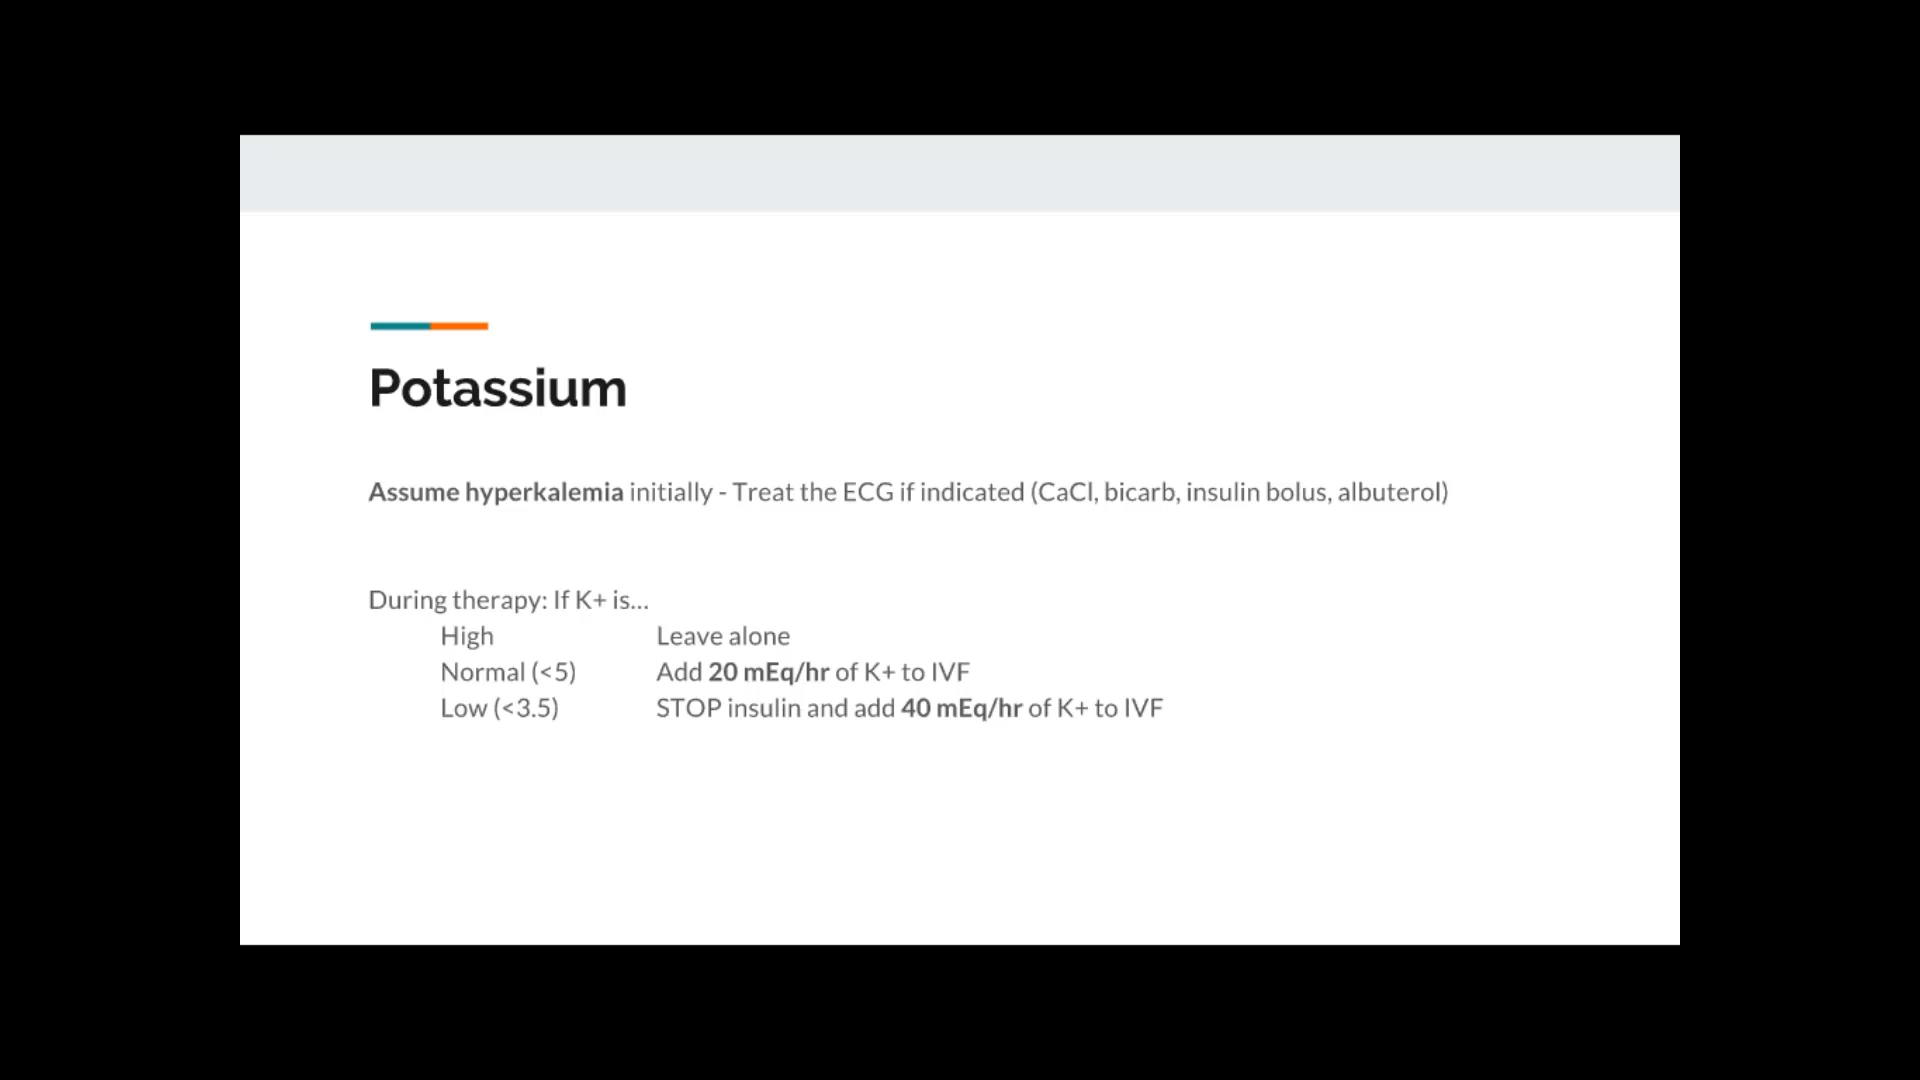 Potassium
Assume hyperkalemia initially - Treat the ECG if indicated (CaCl, bicarb, insulin bolus, albuterol)
During therapy: If K+ is...
High Leave alone
Normal (<5) Add 20 mEq/hr of K+ to IVF
Low (<3.5) STOP insulin and add 40 mEq/hr of K+ to IVF